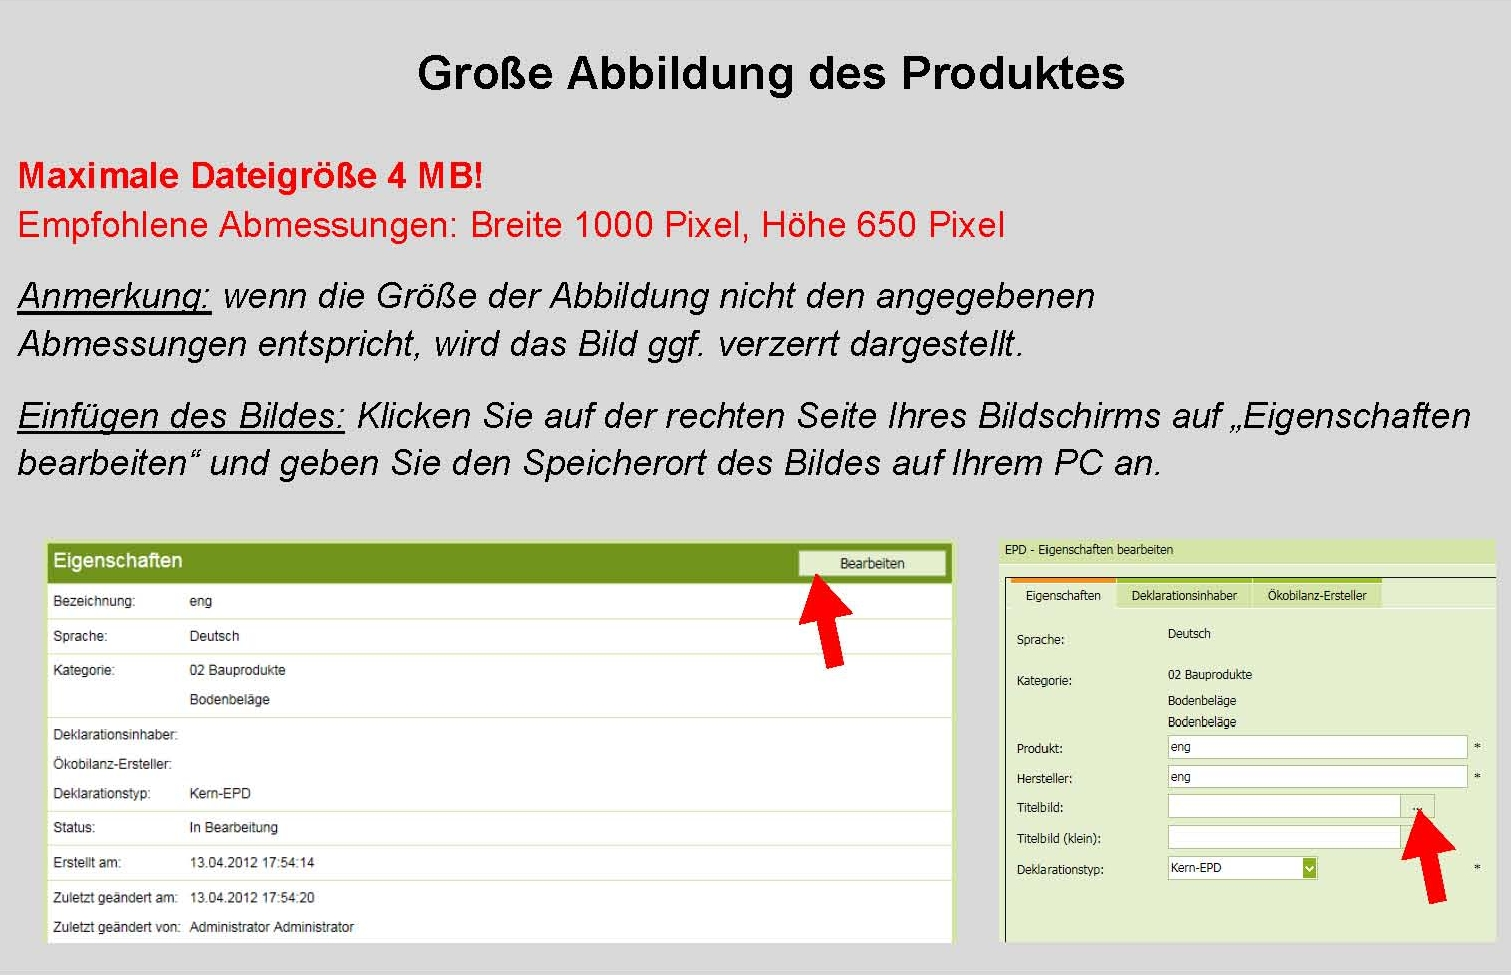 Große Abbildung des Produktes
Maximale Dateigröße 4 MB!
Empfohlene Abmessungen: Breite 1000 Pixel, Höhe 650 Pixel
Anmerkung: wenn die Größe der Abbildung nicht den angegebenen
Abmessungen entspricht, wird das Bild ggf. verzerrt dargestellt.
Einfügen des Bildes: Klicken Sie auf der rechten Seite Ihres Bildschirms auf „Eigenschaften
bearbeiten“ und geben Sie den Speicherort des Bildes auf Ihrem PC an.
Eigenschaften Bearbeiten
Bezeichnung: eng
Sprache: Deutsch
Kategorie: 02 Bauprodukte
Bodenbeläge
Deklarationsinhaber:
Ökobilanz-Ersteller:
Deklarationstyp: Kern-EPD
Status: In Bearbeitung
Erstellt am: 13.04.2012 17:54:14
Zuletzt geändert am: 13.04.2012 17:54:20
Zuletzt geändert von: Administrator Administrator
EPD - Eigenschaften bearbeiten
Eigenschaften Deklarationsinhaber Ökobilanz-Ersteller
Sprache: Deutsch
Kategorie: 02 Bauprodukte
Bodenbeläge
Bodenbeläge
Produkt: eng *
Hersteller: eng *
Titelbild: ...
Titelbild (klein):
Deklarationstyp: Kern-EPD *